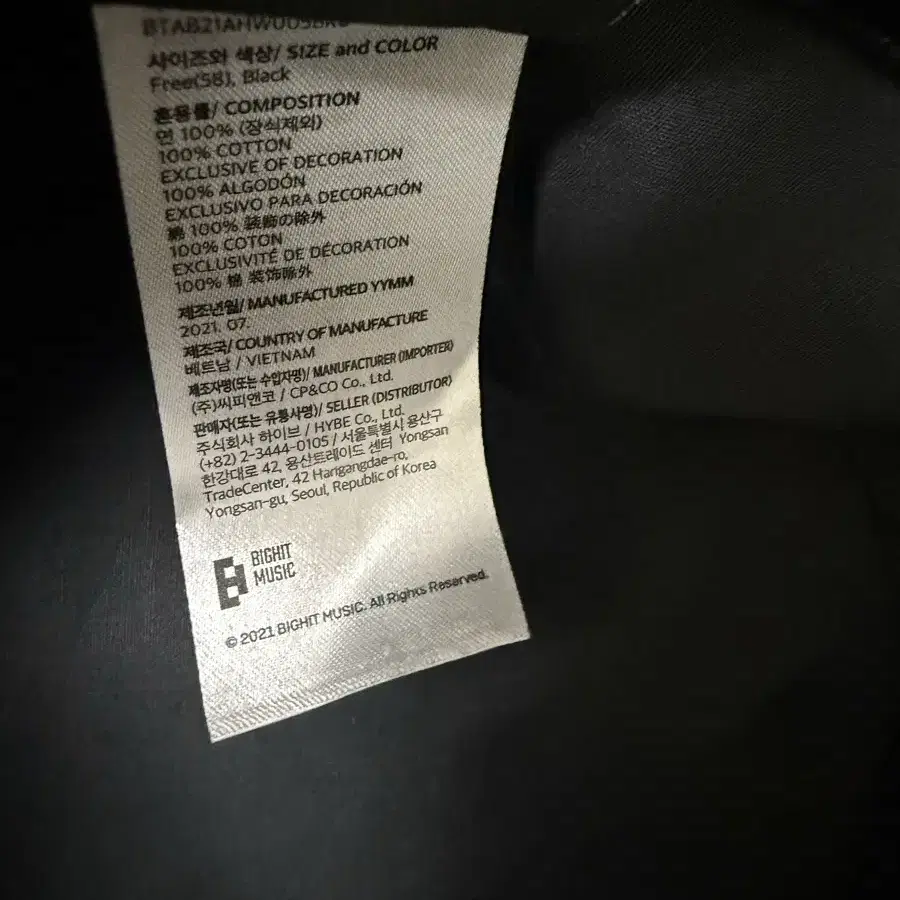 사이즈와 색상/ SIZE and COLOR
Free(58), Black
혼용률/ COMPOSITION
면 100% (장식제외)
100% COTTON
EXCLUSIVE OF DECORATION
100% ALGODÓN
EXCLUSIVO PARA DECORACIÓN
綿 100% 装飾の除外
100% COTON
EXCLUSIVITÉ DE DÉCORATION
100% 棉 装饰除外
제조년월/ MANUFACTURED YYMM
2021. 07.
제조국/ COUNTRY OF MANUFACTURE
베트남 / VIETNAM
제조자명(또는 수입자명)/ MANUFACTURER (IMPORTER)
(주)씨피앤코 / CP&CO Co., Ltd.
판매자(또는 유통사명)/ SELLER (DISTRIBUTOR)
주식회사 하이브 / HYBE Co., Ltd.
(+82) 2-3444-0105 / 서울특별시 용산구
한강대로 42, 용산트레이드 센터 Yongsan
TradeCenter, 42 Hangangdae-ro,
Yongsan-gu, Seoul, Republic of Korea
BIGHIT
MUSIC
© 2021 BIGHIT MUSIC. All Rights Reserved.